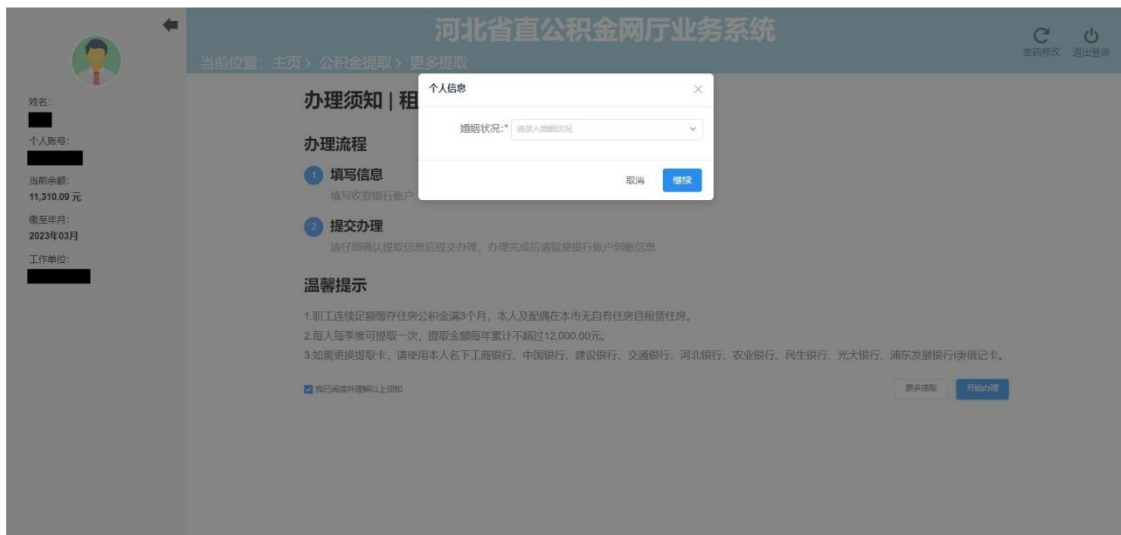 河北省直公积金网厅业务系统
密码修改 退出登录
当前位置：主页 > 公积金提取 > 更多提取
姓名：
个人账号：
当前余额：
11,310.09 元
缴至年月：
2023年03月
工作单位：
个人信息
婚姻状况:* 请录入婚姻状况
取消 继续
办理须知 | 租
办理流程
1 填写信息
填写收款银行账户
2 提交办理
请仔细确认提取信息后提交办理，办理完成后请留意银行账户到账信息
温馨提示
1.职工连续足额缴存住房公积金满3个月，本人及配偶在本市无自有住房且租赁住房。
2.每人每季度可提取一次，提取金额每年累计不超过12,000.00元。
3.如需更换提取卡，请使用本人名下工商银行、中国银行、建设银行、交通银行、河北银行、农业银行、民生银行、光大银行、浦东发展银行I类借记卡。
我已阅读并理解以上须知
更多提取 开始办理